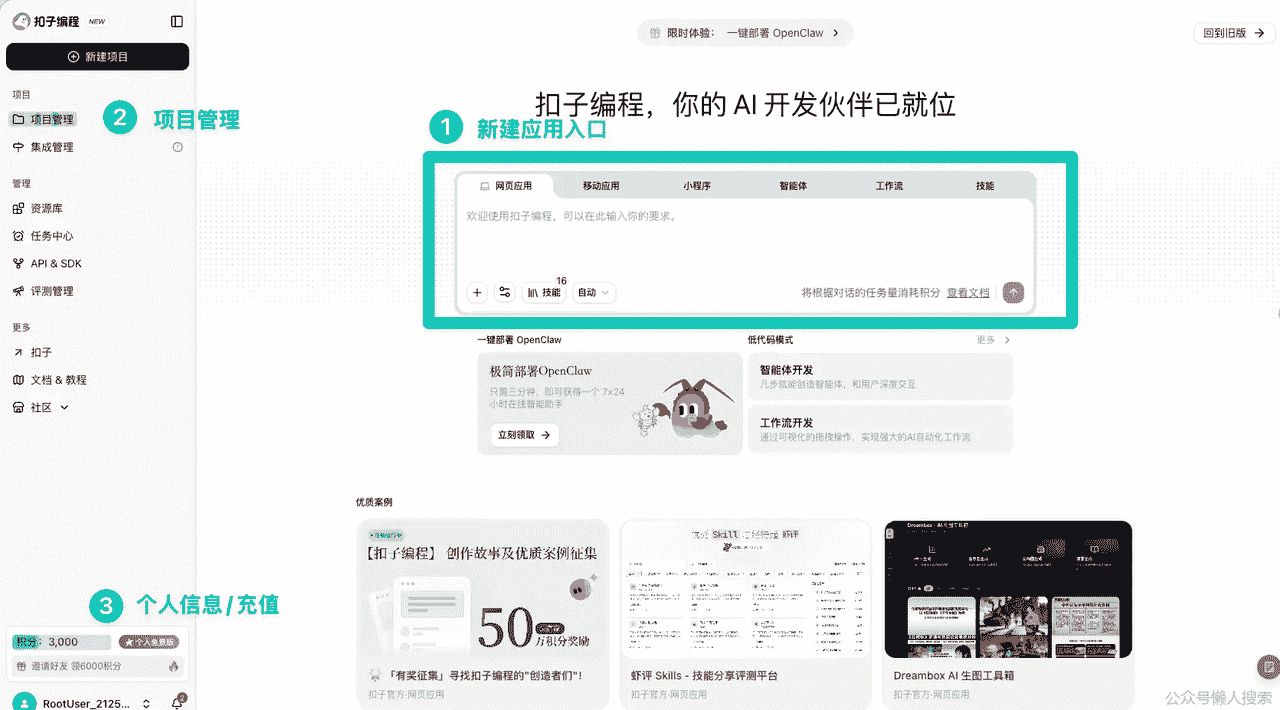 扣子编程 NEW
新建项目
项目
项目管理
集成管理
管理
资源库
任务中心
API & SDK
评测管理
更多
扣子
文档 & 教程
社区
② 项目管理
③ 个人信息/充值
积分: 3,000
个人免费版
邀请好友 领6000积分
RootUser_2125...
2
限时体验: 一键部署 OpenClaw
回到旧版
扣子编程，你的 AI 开发伙伴已就位
① 新建应用入口
网页应用 移动应用 小程序 智能体 工作流 技能
欢迎使用扣子编程，可以在此输入你的要求。
技能 16 自动
将根据对话的任务量消耗积分 查看文档
一键部署 OpenClaw
极简部署OpenClaw
只需三分钟，即可获得一个 7×24
小时在线智能助手
立刻领取
低代码模式 更多
智能体开发
几步就能创造智能体，和用户深度交互
工作流开发
通过可视化的拖拽操作，实现强大的AI自动化工作流
优质案例
【扣子编程】 创作故事及优质案例征集
50
万积分奖励
「有奖征集」寻找扣子编程的"创造者们"!
扣子官方·网页应用
Skill
虾评 Skills - 技能分享评测平台
扣子官方·网页应用
Dreambox · AI 生图工具箱
Dreambox AI 生图工具箱
扣子官方·网页应用
公众号懒人搜索